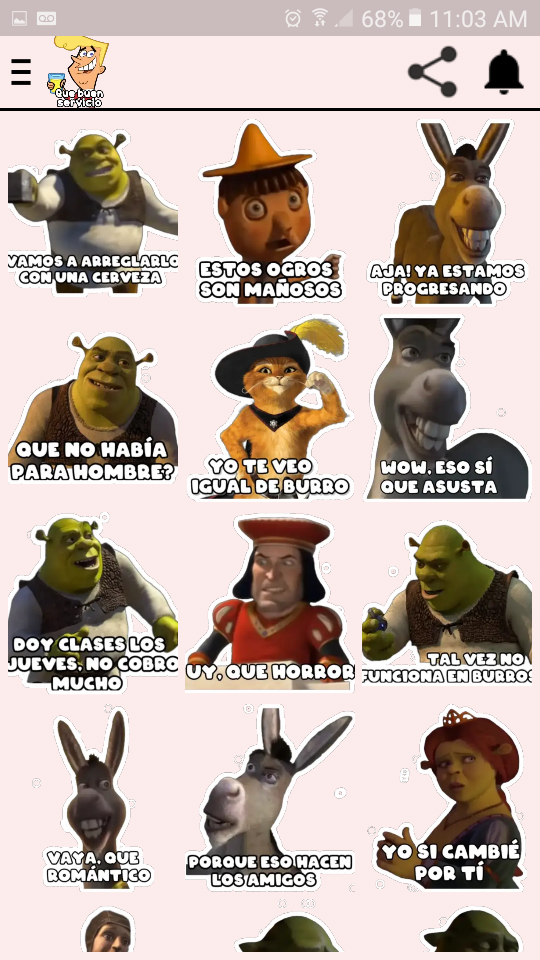 68% 11:03 AM
Que buen
servicio
VAMOS A ARREGLARLO
CON UNA CERVEZA
ESTOS OGROS
SON MAÑOSOS
AJA! YA ESTAMOS
PROGRESANDO
QUE NO HABÍA
PARA HOMBRE?
YO TE VEO
IGUAL DE BURRO
WOW, ESO SÍ
QUE ASUSTA
DOY CLASES LOS
JUEVES, NO COBRO
MUCHO
UY, QUE HORROR
TAL VEZ NO
FUNCIONA EN BURROS
VAYA, QUE
ROMÁNTICO
PORQUE ESO HACEN
LOS AMIGOS
YO SI CAMBIÉ
POR TÍ